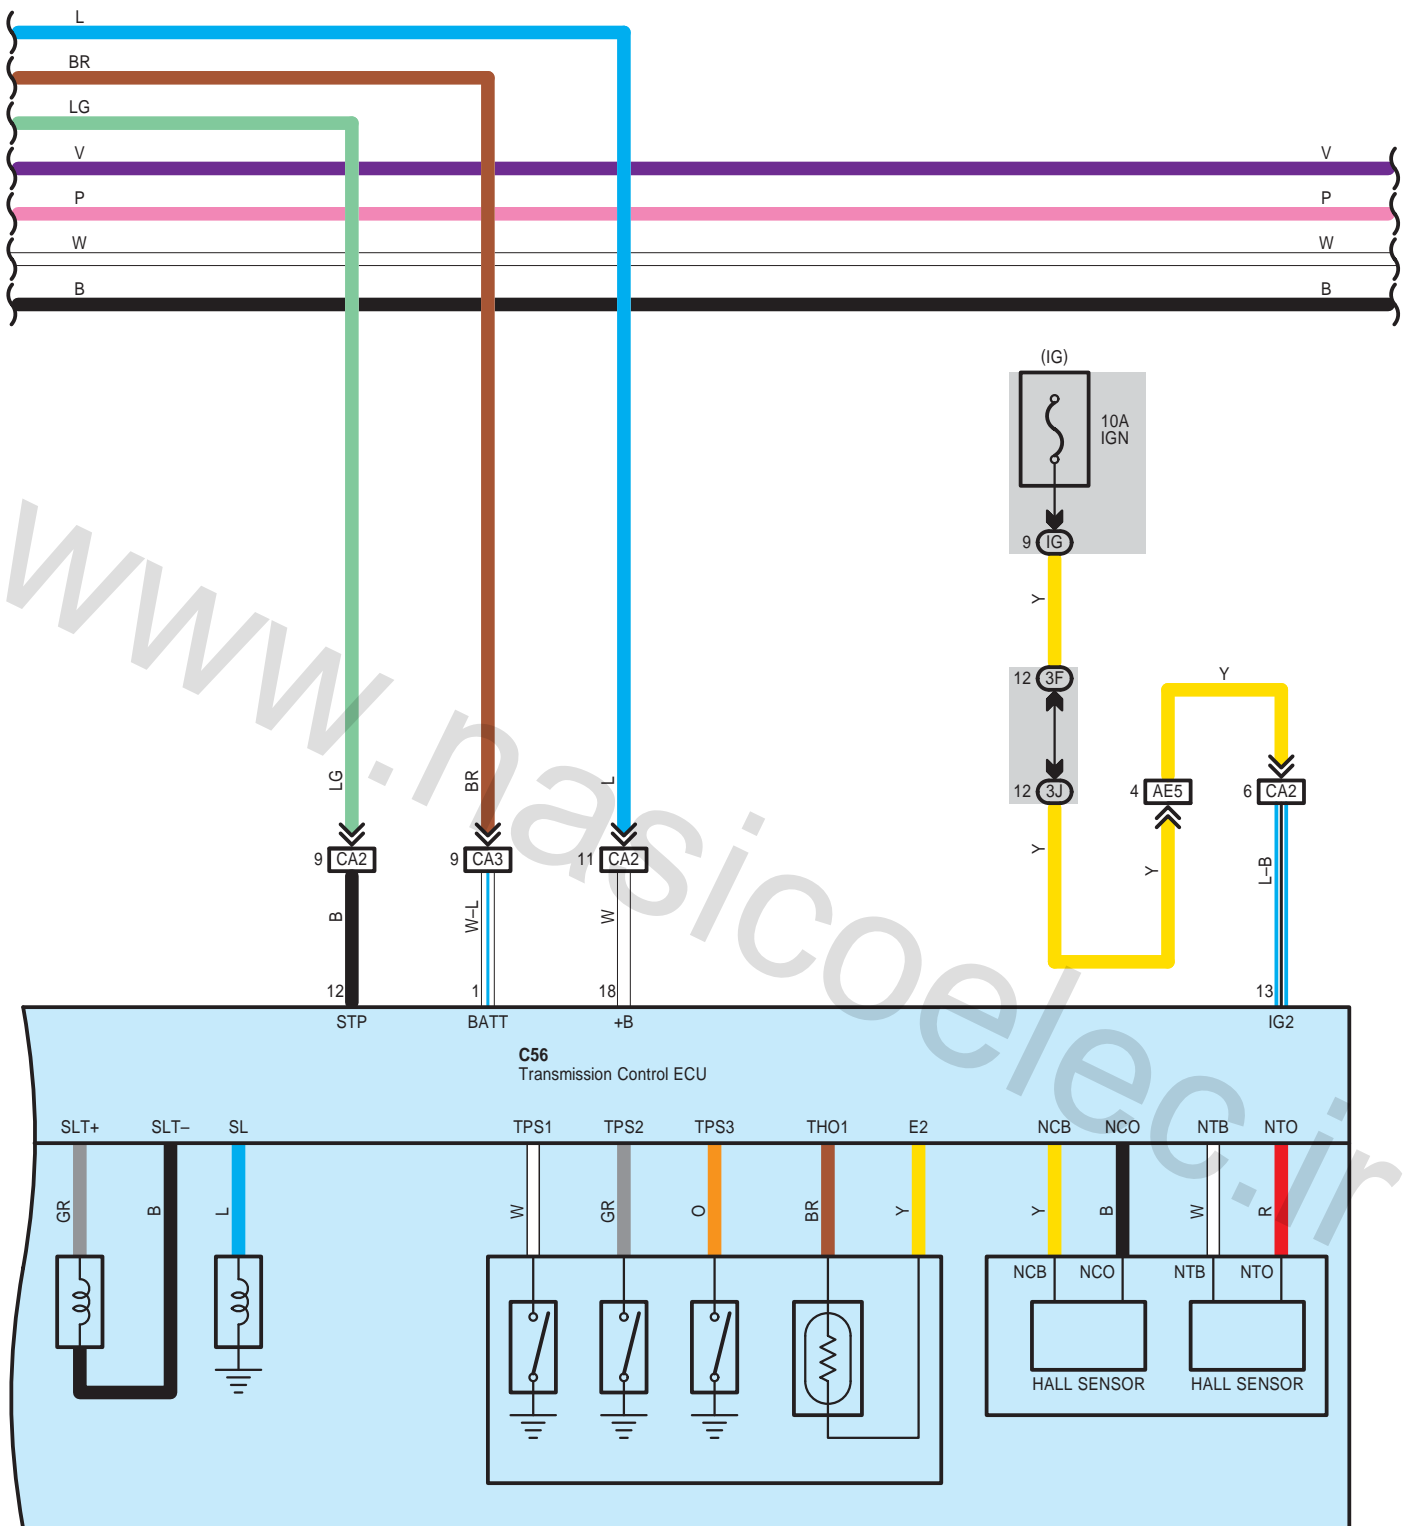 L
BR
LG
V V
P P
W W
B B
(IG)
10A
IGN
9 IG
Y
12 3F
Y
LG BR L
12 3J 4 AE5 6 CA2
9 CA2 9 CA3 11 CA2
Y Y L–B
B W–L W
12 1 18 13
STP BATT +B IG2
C56
Transmission Control ECU
SLT+ SLT– SL TPS1 TPS2 TPS3 THO1 E2 NCB NCO NTB NTO
GR B L W GR O BR Y Y B W R
NCB NCO NTB NTO
HALL SENSOR HALL SENSOR
www.nasicoelec.ir